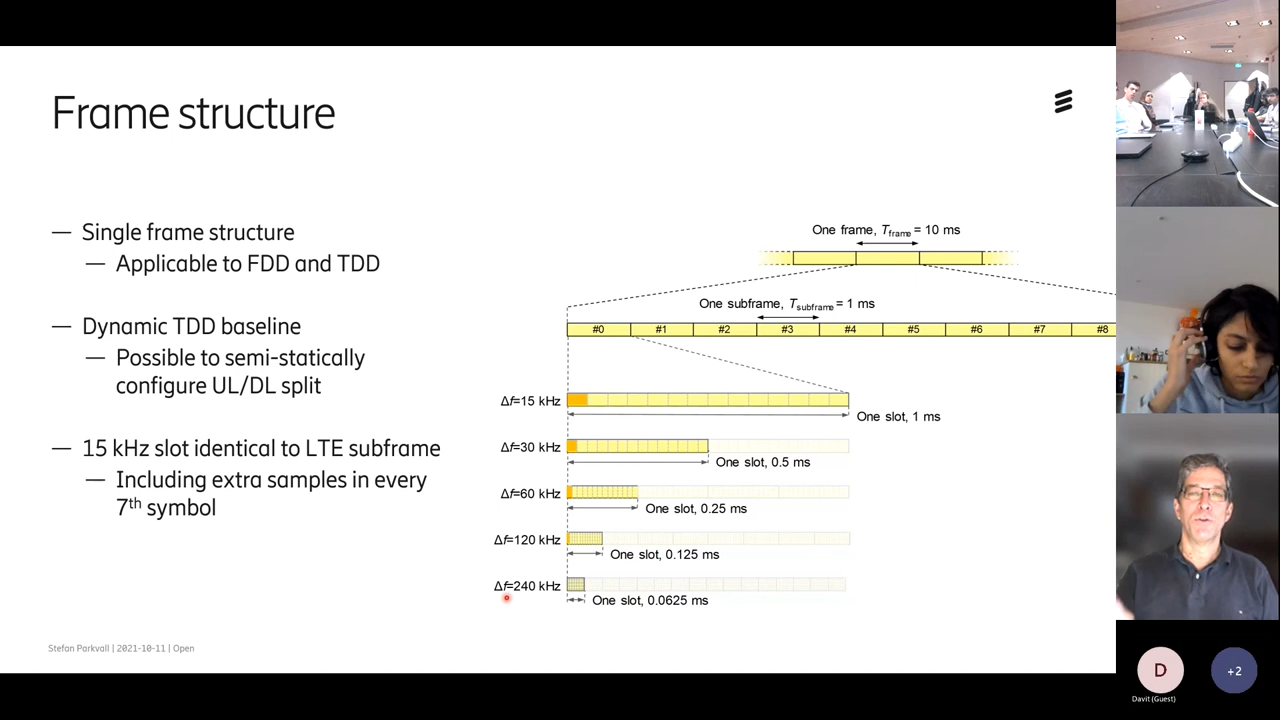 Frame structure
— Single frame structure
— Applicable to FDD and TDD
— Dynamic TDD baseline
— Possible to semi-statically
configure UL/DL split
— 15 kHz slot identical to LTE subframe
— Including extra samples in every
7th symbol
One frame, Tframe = 10 ms
One subframe, Tsubframe = 1 ms
#0 #1 #2 #3 #4 #5 #6 #7 #8
Δf=15 kHz
One slot, 1 ms
Δf=30 kHz
One slot, 0.5 ms
Δf=60 kHz
One slot, 0.25 ms
Δf=120 kHz
One slot, 0.125 ms
Δf=240 kHz
One slot, 0.0625 ms
Stefan Parkvall | 2021-10-11 | Open
D
Davit (Guest)
+2